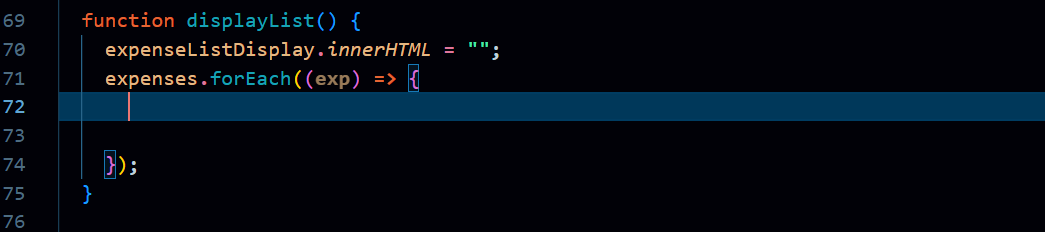 69 function displayList() {
70 expenseListDisplay.innerHTML = "";
71 expenses.forEach((exp) => {
72
73
74 });
75 }
76